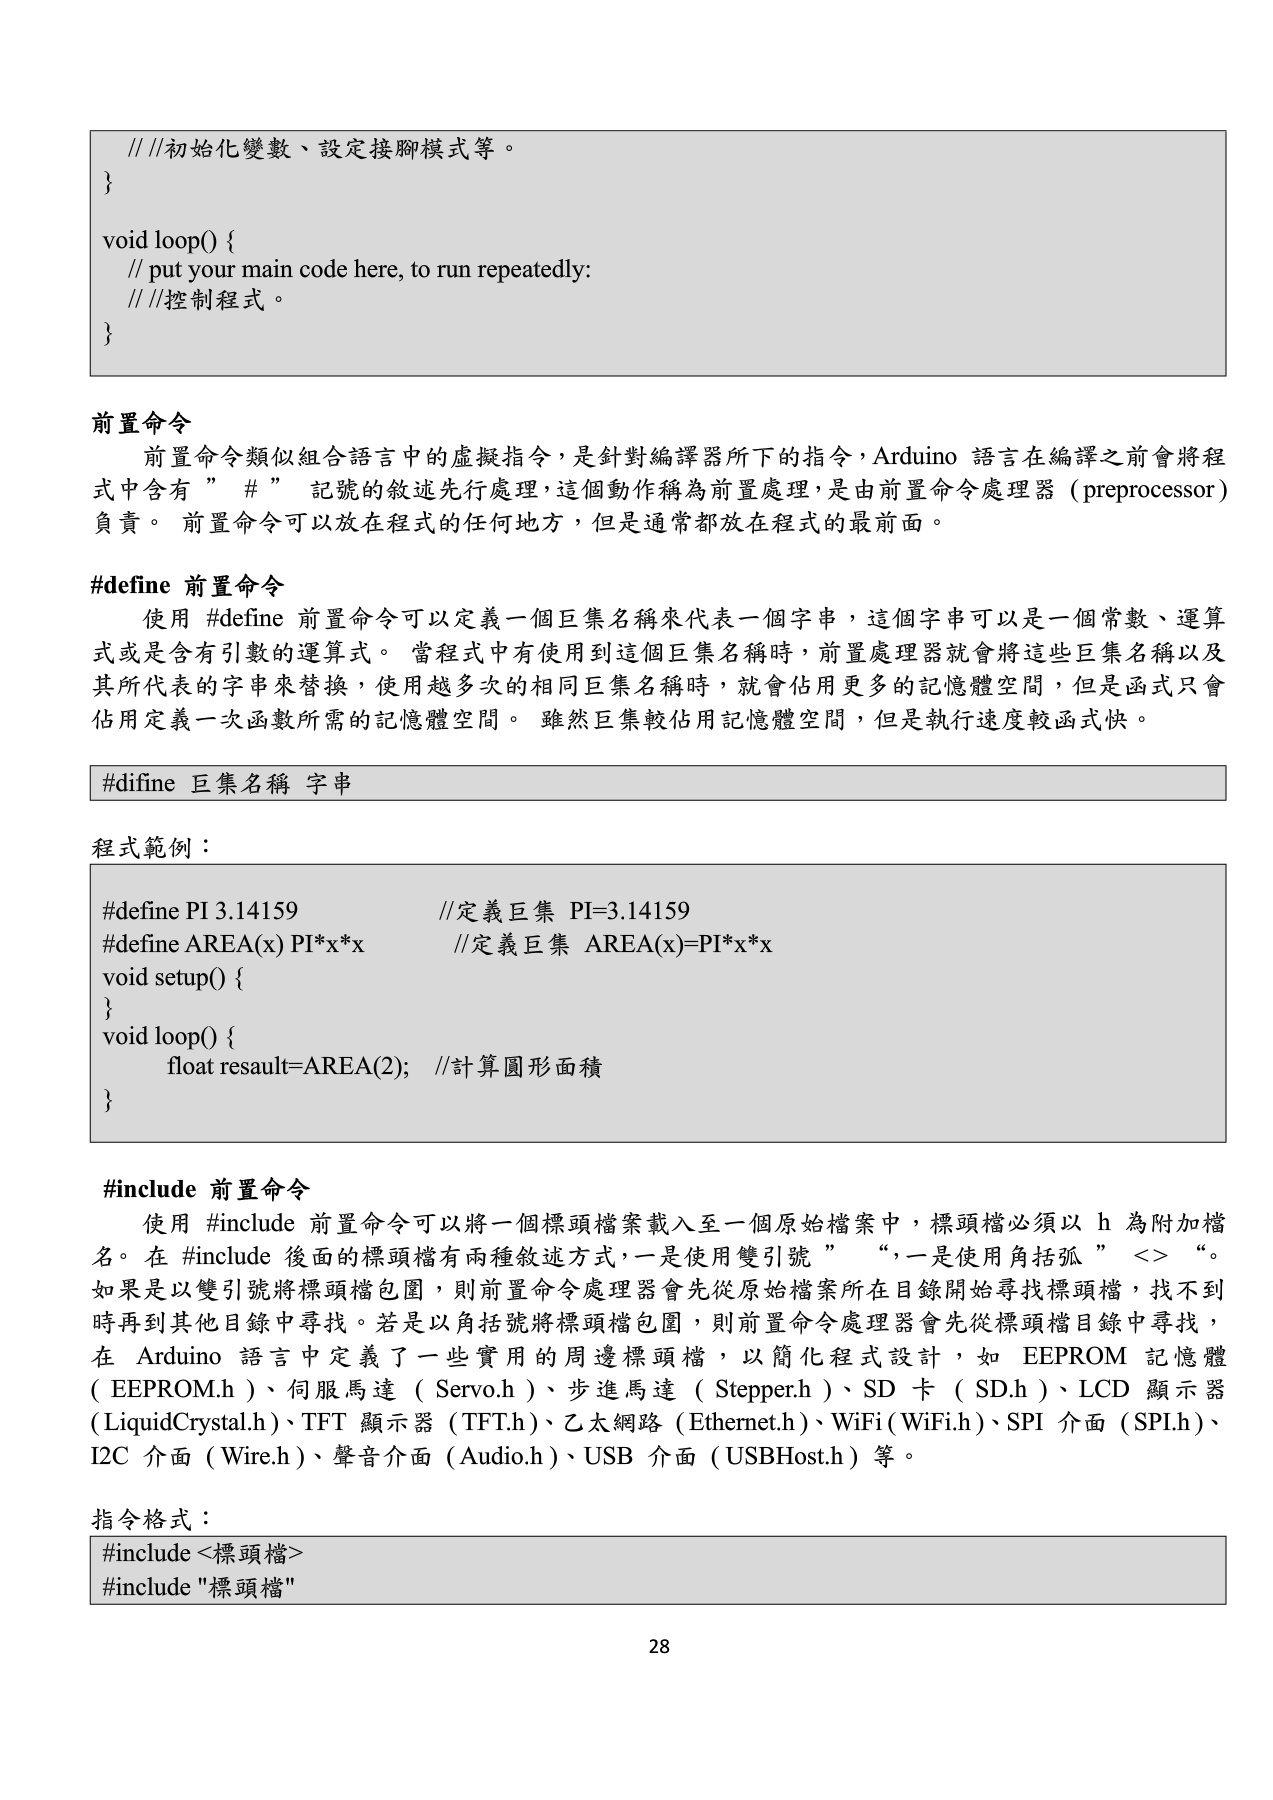 // //初始化變數、設定接腳模式等。
}
void loop() {
// put your main code here, to run repeatedly:
// //控制程式。
}
前置命令
前置命令類似組合語言中的虛擬指令，是針對編譯器所下的指令，Arduino 語言在編譯之前會將程
式中含有 ” # ” 記號的敘述先行處理，這個動作稱為前置處理，是由前置命令處理器（preprocessor）
負責。 前置命令可以放在程式的任何地方，但是通常都放在程式的最前面。
#define 前置命令
使用 #define 前置命令可以定義一個巨集名稱來代表一個字串，這個字串可以是一個常數、運算
式或是含有引數的運算式。 當程式中有使用到這個巨集名稱時，前置處理器就會將這些巨集名稱以及
其所代表的字串來替換，使用越多次的相同巨集名稱時，就會佔用更多的記憶體空間，但是函式只會
佔用定義一次函數所需的記憶體空間。 雖然巨集較佔用記憶體空間，但是執行速度較函式快。
#difine 巨集名稱 字串
程式範例：
#define PI 3.14159 //定義巨集 PI=3.14159
#define AREA(x) PI*x*x //定義巨集 AREA(x)=PI*x*x
void setup() {
}
void loop() {
float resault=AREA(2); //計算圓形面積
}
#include 前置命令
使用 #include 前置命令可以將一個標頭檔案載入至一個原始檔案中，標頭檔必須以 h 為附加檔
名。 在 #include 後面的標頭檔有兩種敘述方式，一是使用雙引號 ” “，一是使用角括弧 ” <> “。
如果是以雙引號將標頭檔包圍，則前置命令處理器會先從原始檔案所在目錄開始尋找標頭檔，找不到
時再到其他目錄中尋找。若是以角括號將標頭檔包圍，則前置命令處理器會先從標頭檔目錄中尋找，
在 Arduino 語言中定義了一些實用的周邊標頭檔，以簡化程式設計，如 EEPROM 記憶體
( EEPROM.h )、伺服馬達 ( Servo.h )、步進馬達 ( Stepper.h )、SD 卡 ( SD.h )、LCD 顯示器
(LiquidCrystal.h)、TFT 顯示器 (TFT.h)、乙太網路 (Ethernet.h)、WiFi(WiFi.h)、SPI 介面 (SPI.h)、
I2C 介面 ( Wire.h )、聲音介面 ( Audio.h )、USB 介面 ( USBHost.h ) 等。
指令格式：
#include <標頭檔>
#include "標頭檔"
28